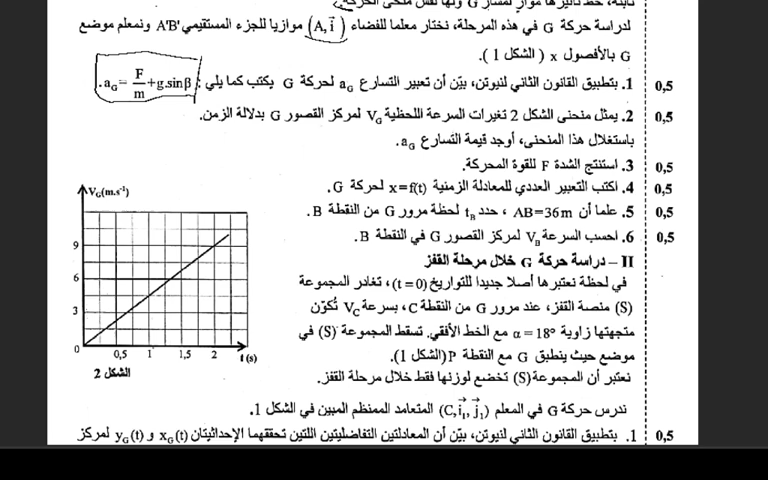 لدراسة حركة G في هذه المرحلة، نختار معلما للفضاء (A, i⃗) موازيا للجزء المستقيمي A'B' ونمعلم موضع
G بالأفصول x ( الشكل 1 ).
0,5 1. بتطبيق القانون الثاني لنيوتن، بيّن أن تعبير التسارع aG لحركة G يكتب كما يلي : aG = F/m + g.sinβ.
0,5 2. يمثل منحنى الشكل 2 تغيرات السرعة اللحظية VG لمركز القصور G بدلالة الزمن.
باستغلال هذا المنحنى، أوجد قيمة التسارع aG.
0,5 3. استنتج الشدة F للقوة المحركة.
0,5 4. اكتب التعبير العددي للمعادلة الزمنية x=f(t) لحركة G.
0,5 5. علما أن AB=36m ، حدد tB لحظة مرور G من النقطة B.
0,5 6. احسب السرعة VB لمركز القصور G في النقطة B.
II – دراسة حركة G خلال مرحلة القفز
في لحظة نعتبرها أصلا جديدا للتواريخ (t = 0)، تغادر المجموعة
(S) منصة القفز، عند مرور G من النقطة C، بسرعة VC تُكوّن
متجهتها زاوية α = 18° مع الخط الأفقي. تسقط المجموعة (S) في
موضع حيث ينطبق G مع النقطة P (الشكل 1).
نعتبر أن المجموعة (S) تخضع لوزنها فقط خلال مرحلة القفز.
ندرس حركة G في المعلم (C, i⃗1, j⃗1) المتعامد الممنظم المبين في الشكل 1.
0,5 1. بتطبيق القانون الثاني لنيوتن، بيّن أن المعادلتين التفاضليتين اللتين تحققهما الإحداثيتان xG(t) و yG(t) لمركز
VG(m.s⁻¹)
9
6
3
0
0,5 1 1,5 2 t (s)
الشكل 2